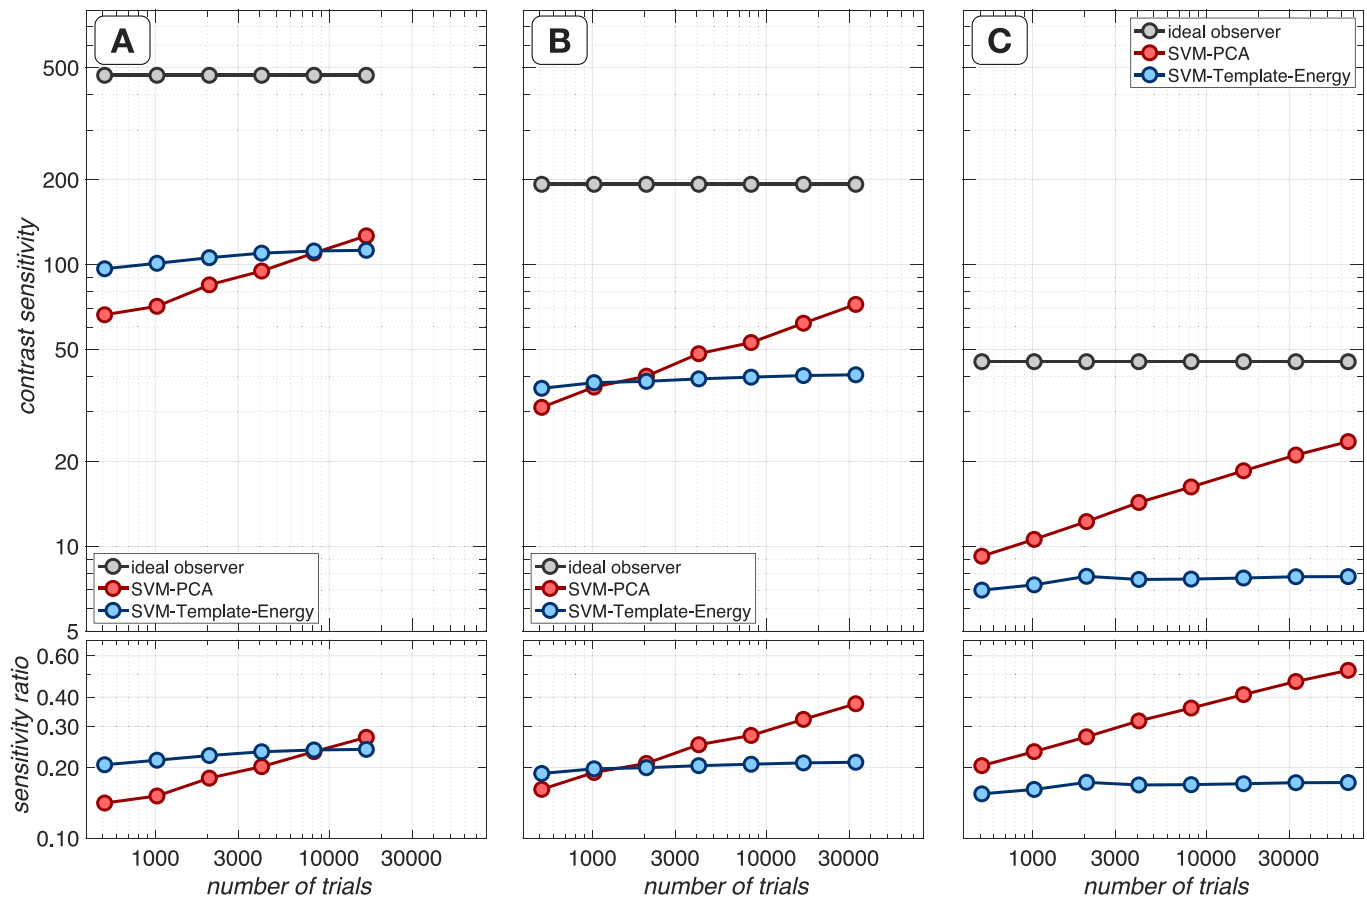 A
B
C
ideal observer
SVM-PCA
SVM-Template-Energy
500
200
100
50
20
10
5
contrast sensitivity
ideal observer
SVM-PCA
SVM-Template-Energy
ideal observer
SVM-PCA
SVM-Template-Energy
0.60
0.40
0.30
0.20
0.10
sensitivity ratio
1000 3000 10000 30000
1000 3000 10000 30000
1000 3000 10000 30000
number of trials
number of trials
number of trials